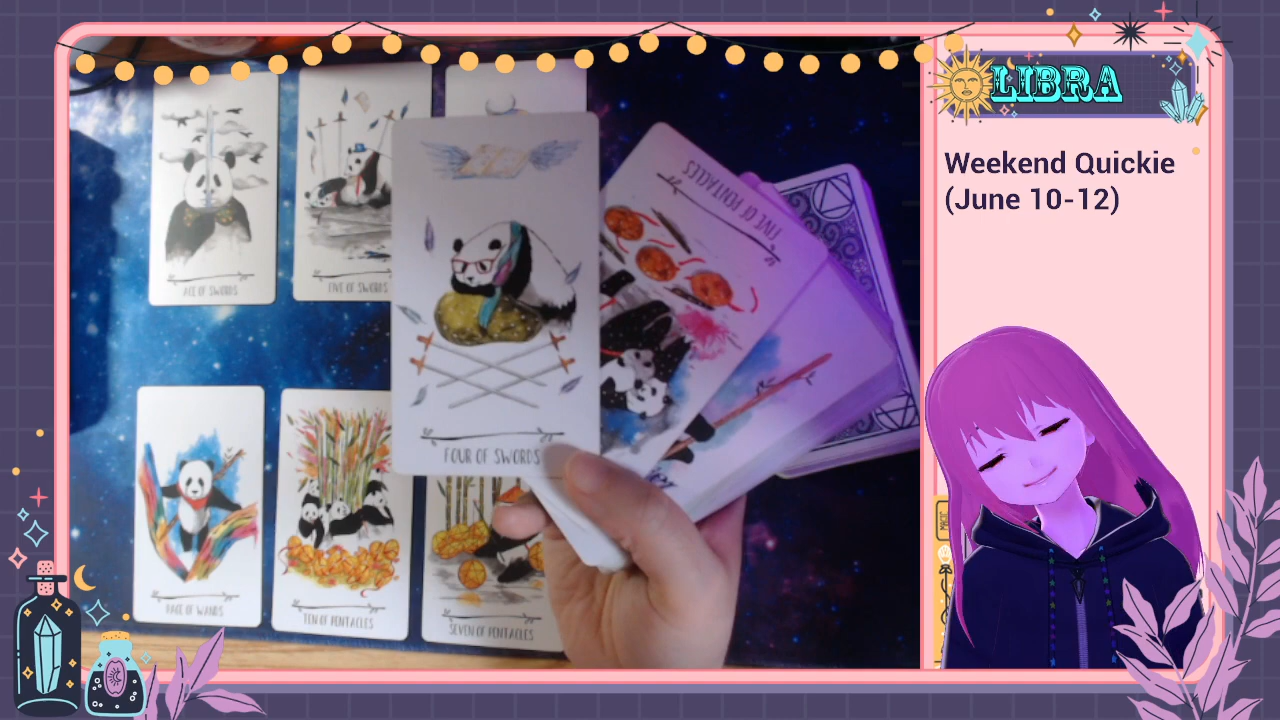 LIBRA
Weekend Quickie
(June 10-12)
FIVE OF PENTACLES
ACE OF SWORDS
FIVE OF SWORDS
FOUR OF SWORDS
PAGE OF WANDS
TEN OF PENTACLES
SEVEN OF PENTACLES
MAGIC